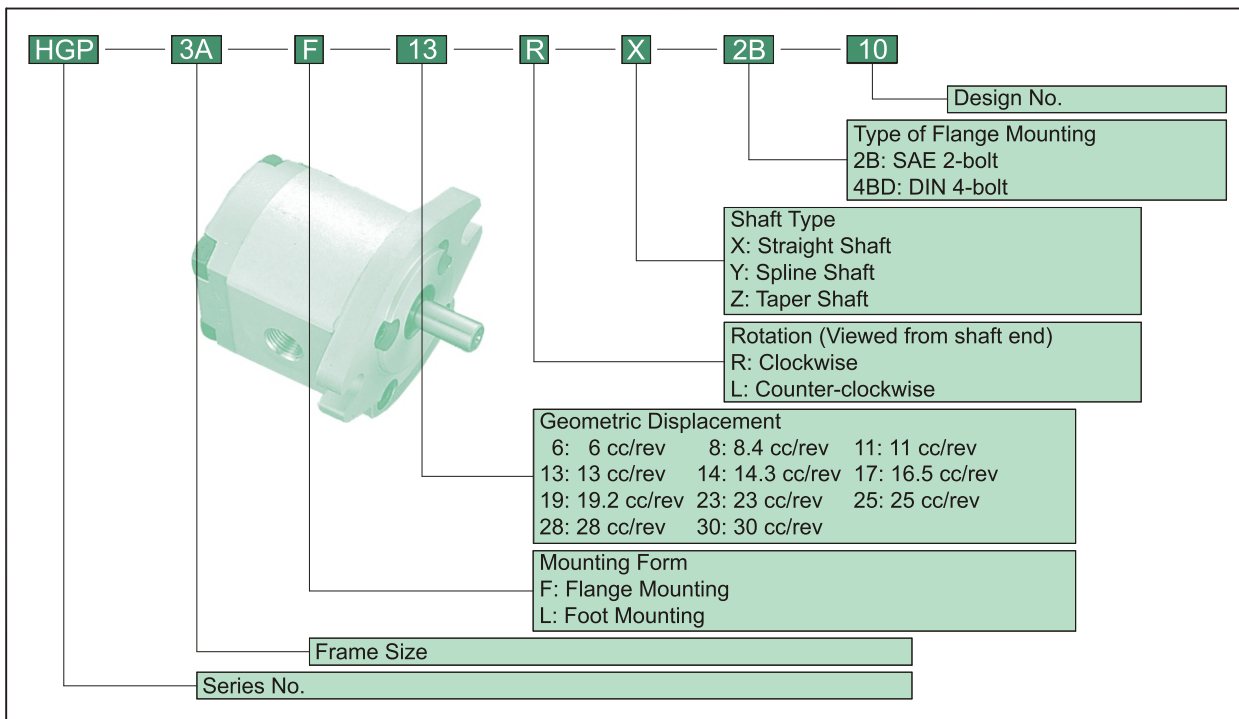 HGP 3A F 13 R X 2B 10
Design No.
Type of Flange Mounting
2B: SAE 2-bolt
4BD: DIN 4-bolt
Shaft Type
X: Straight Shaft
Y: Spline Shaft
Z: Taper Shaft
Rotation (Viewed from shaft end)
R: Clockwise
L: Counter-clockwise
Geometric Displacement
6: 6 cc/rev 8: 8.4 cc/rev 11: 11 cc/rev
13: 13 cc/rev 14: 14.3 cc/rev 17: 16.5 cc/rev
19: 19.2 cc/rev 23: 23 cc/rev 25: 25 cc/rev
28: 28 cc/rev 30: 30 cc/rev
Mounting Form
F: Flange Mounting
L: Foot Mounting
Frame Size
Series No.